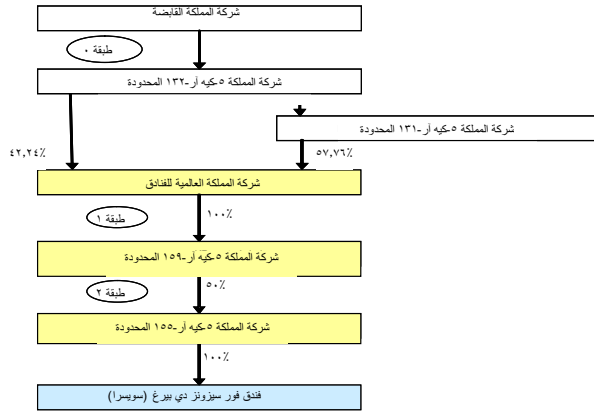 شركة المملكة القابضة
طبقة ٠
شركة المملكة ٥-كيه آر-١٣٢ المحدودة
شركة المملكة ٥-كيه آر-١٣١ المحدودة
٤٢,٢٤٪
٥٧,٧٦٪
شركة المملكة العالمية للفنادق
طبقة ١
١٠٠٪
شركة المملكة ٥-كيه آر-١٥٩ المحدودة
طبقة ٢
٥٠٪
شركة المملكة ٥-كيه آر-١٥٥ المحدودة
١٠٠٪
فندق فور سيزونز دي بيرغ (سويسرا)